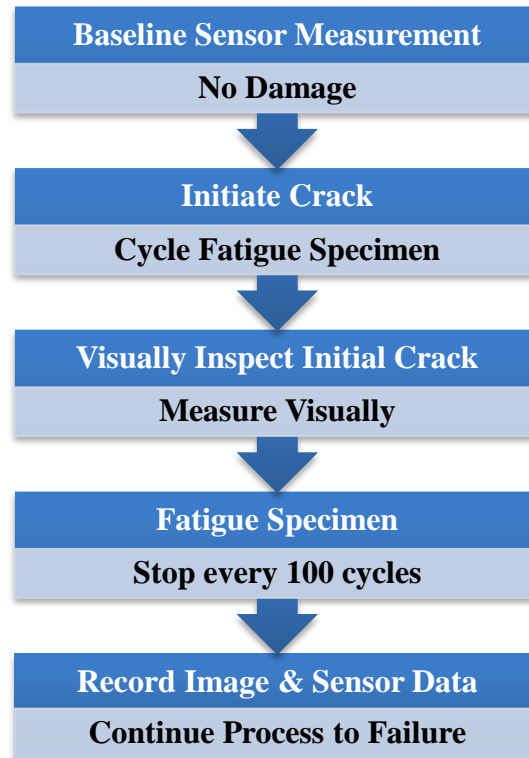 Baseline Sensor Measurement
No Damage
Initiate Crack
Cycle Fatigue Specimen
Visually Inspect Initial Crack
Measure Visually
Fatigue Specimen
Stop every 100 cycles
Record Image & Sensor Data
Continue Process to Failure